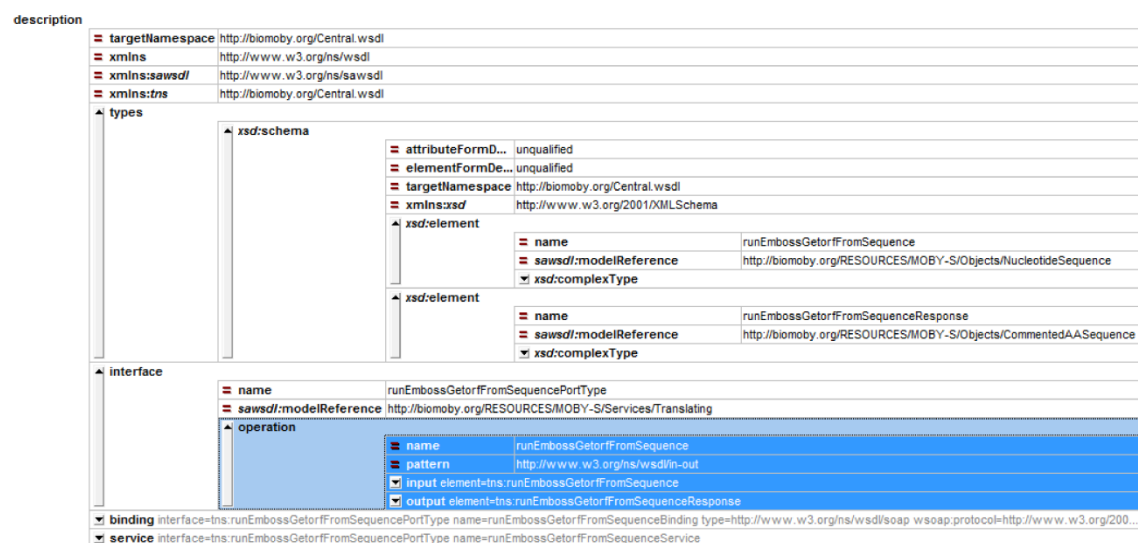 description
= targetNamespace http://biomoby.org/Central.wsdl
= xmlns http://www.w3.org/ns/wsdl
= xmlns:sawsdl http://www.w3.org/ns/sawsdl
= xmlns:tns http://biomoby.org/Central.wsdl
types
xsd:schema
= attributeFormD... unqualified
= elementFormDe... unqualified
= targetNamespace http://biomoby.org/Central.wsdl
= xmlns:xsd http://www.w3.org/2001/XMLSchema
xsd:element
= name runEmbossGetorfFromSequence
= sawsdl:modelReference http://biomoby.org/RESOURCES/MOBY-S/Objects/NucleotideSequence
xsd:complexType
xsd:element
= name runEmbossGetorfFromSequenceResponse
= sawsdl:modelReference http://biomoby.org/RESOURCES/MOBY-S/Objects/CommentedAASequence
xsd:complexType
interface
= name runEmbossGetorfFromSequencePortType
= sawsdl:modelReference http://biomoby.org/RESOURCES/MOBY-S/Services/Translating
operation
= name runEmbossGetorfFromSequence
= pattern http://www.w3.org/ns/wsdl/in-out
input element=tns:runEmbossGetorfFromSequence
output element=tns:runEmbossGetorfFromSequenceResponse
binding interface=tns:runEmbossGetorfFromSequencePortType name=runEmbossGetorfFromSequenceBinding type=http://www.w3.org/ns/wsdl/soap wsoap:protocol=http://www.w3.org/200...
service interface=tns:runEmbossGetorfFromSequencePortType name=runEmbossGetorfFromSequenceService